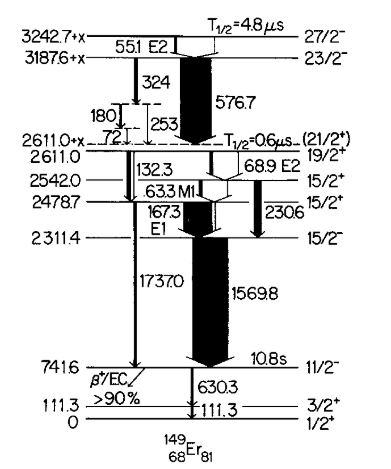 T1/2=4.8μs
3242.7+x 27/2⁻
55.1 E2
3187.6+x 23/2⁻
324
576.7
180
253
72
T1/2=0.6μs
2611.0+x (21/2⁺)
2611.0 19/2⁺
132.3 68.9 E2
2542.0 15/2⁺
63.3 M1
2478.7 15/2⁺
167.3 230.6
E1
2311.4 15/2⁻
1737.0 1569.8
10.8s
741.6 11/2⁻
β⁺/EC
>90%
630.3
111.3 3/2⁺
111.3
0 1/2⁺
¹⁴⁹₆₈Er₈₁